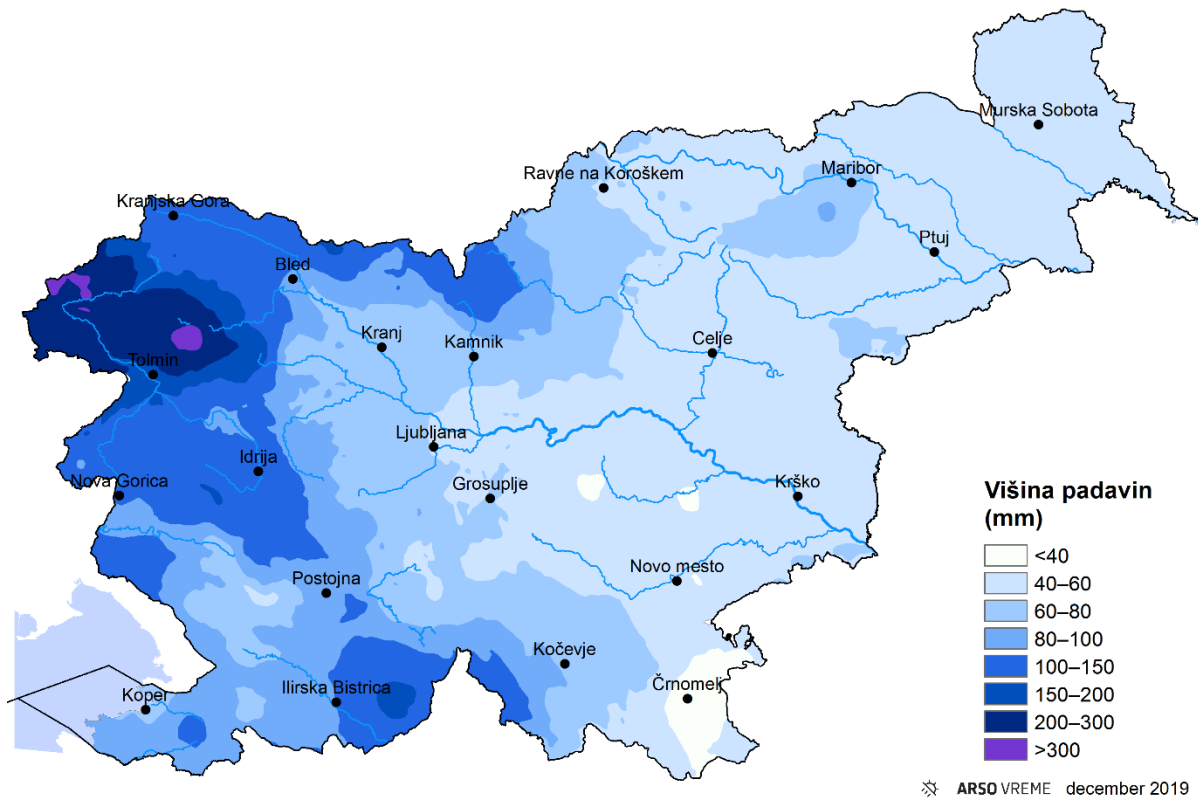 Murska Sobota
Ravne na Koroškem
Maribor
Kranjska Gora
Ptuj
Bled
Kranj
Kamnik
Celje
Tolmin
Ljubljana
Idrija
Nova Gorica
Grosuplje
Krško
Postojna
Novo mesto
Kočevje
Koper
Ilirska Bistrica
Črnomelj
Višina padavin
(mm)
<40
40–60
60–80
80–100
100–150
150–200
200–300
>300
ARSO VREME december 2019